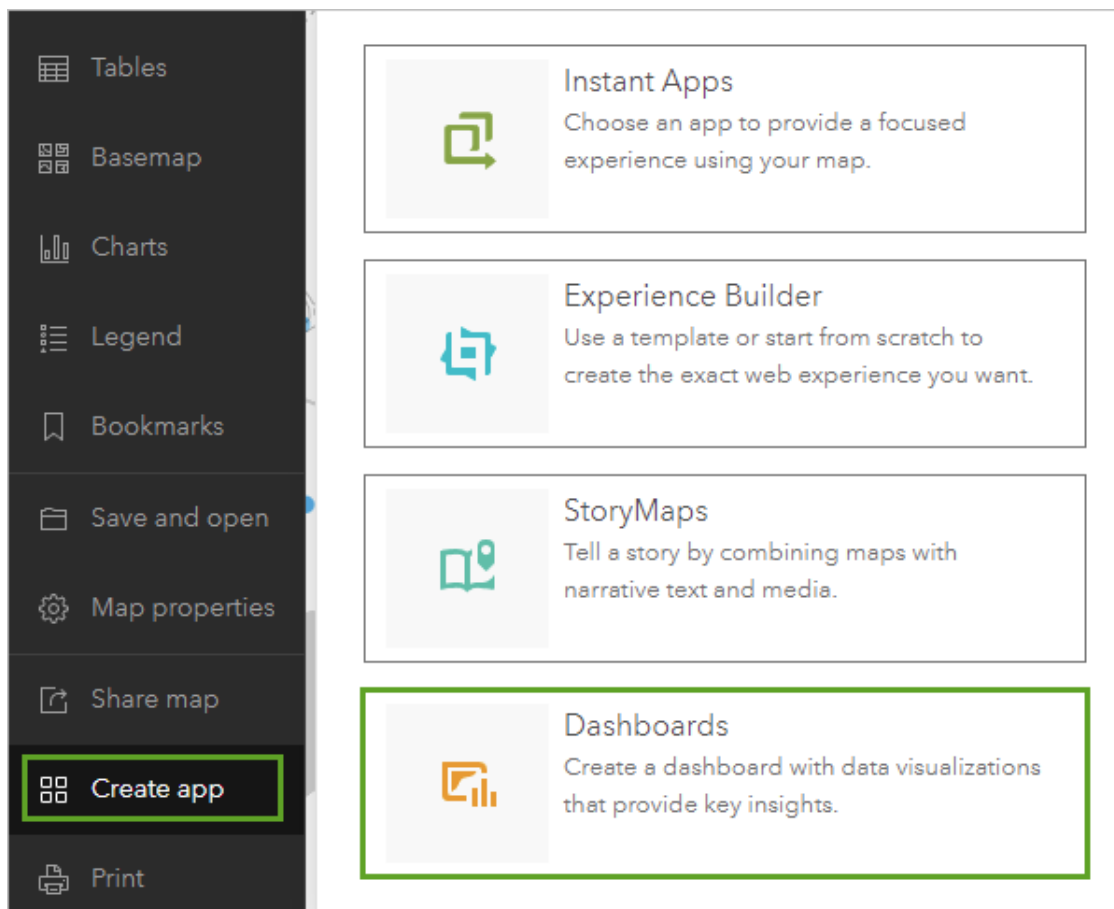 Tables
Basemap
Charts
Legend
Bookmarks
Save and open
Map properties
Share map
Create app
Print
Instant Apps
Choose an app to provide a focused
experience using your map.
Experience Builder
Use a template or start from scratch to
create the exact web experience you want.
StoryMaps
Tell a story by combining maps with
narrative text and media.
Dashboards
Create a dashboard with data visualizations
that provide key insights.